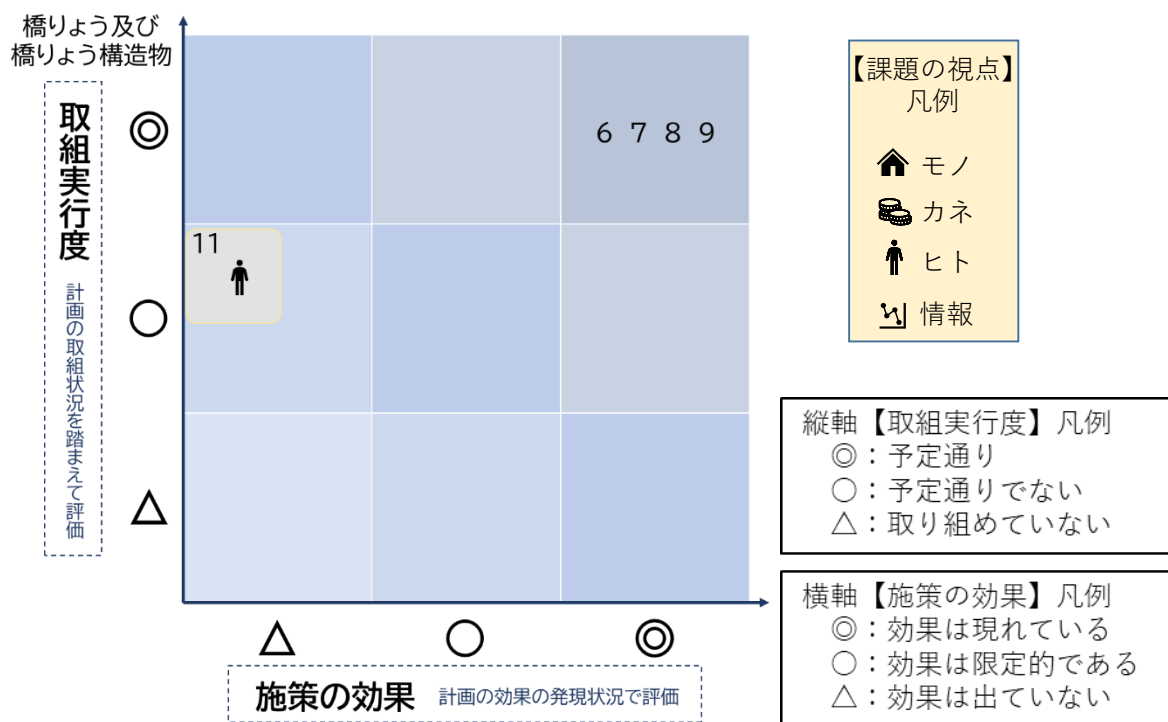 橋りょう及び
橋りょう構造物
取組実行度
計画の取組状況を踏まえて評価
◎
○
△
6 7 8 9
11
△
○
◎
施策の効果 計画の効果の発現状況で評価
【課題の視点】
凡例
モノ
カネ
ヒト
情報
縦軸【取組実行度】凡例
◎：予定通り
○：予定通りでない
△：取り組めていない
横軸【施策の効果】凡例
◎：効果は現れている
○：効果は限定的である
△：効果は出ていない